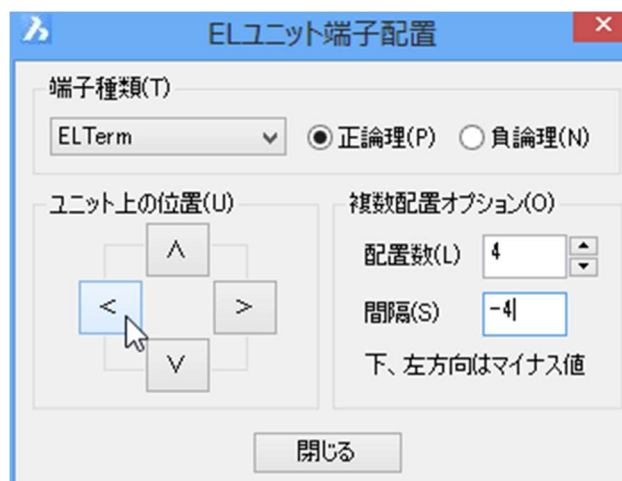 ELユニット端子配置
端子種類(T)
ELTerm
正論理(P) 負論理(N)
ユニット上の位置(U)
∧
<
>
∨
複数配置オプション(O)
配置数(L) 4
間隔(S) -4
下、左方向はマイナス値
閉じる